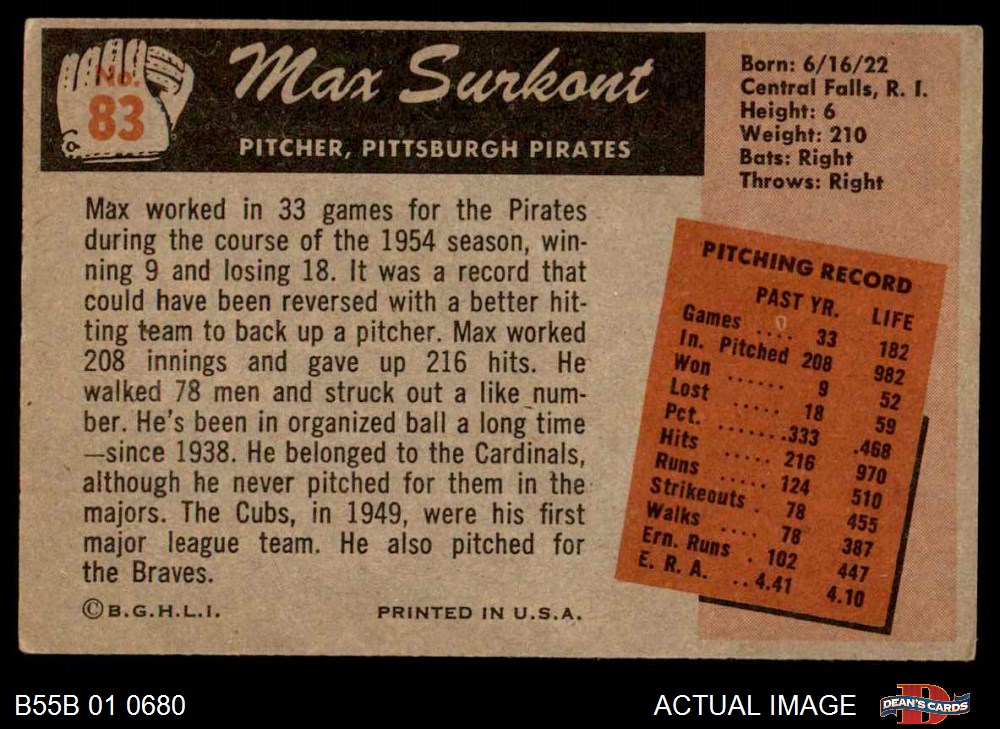 No.
83
Max Surkont
PITCHER, PITTSBURGH PIRATES
Born: 6/16/22
Central Falls, R. I.
Height: 6
Weight: 210
Bats: Right
Throws: Right
Max worked in 33 games for the Pirates
during the course of the 1954 season, win-
ning 9 and losing 18. It was a record that
could have been reversed with a better hit-
ting team to back up a pitcher. Max worked
208 innings and gave up 216 hits. He
walked 78 men and struck out a like num-
ber. He's been in organized ball a long time
—since 1938. He belonged to the Cardinals,
although he never pitched for them in the
majors. The Cubs, in 1949, were his first
major league team. He also pitched for
the Braves.
©B.G.H.L.I. PRINTED IN U.S.A.
PITCHING RECORD
PAST YR. LIFE
Games .... 33 182
In. Pitched 208 982
Won ...... 9 52
Lost ..... 18 59
Pct. .......333 .468
Hits ..... 216 970
Runs ..... 124 510
Strikeouts . 78 455
Walks .... 78 387
Ern. Runs . 102 447
E. R. A. ..4.41 4.10
B55B 01 0680
ACTUAL IMAGE
D
DEAN'S CARDS